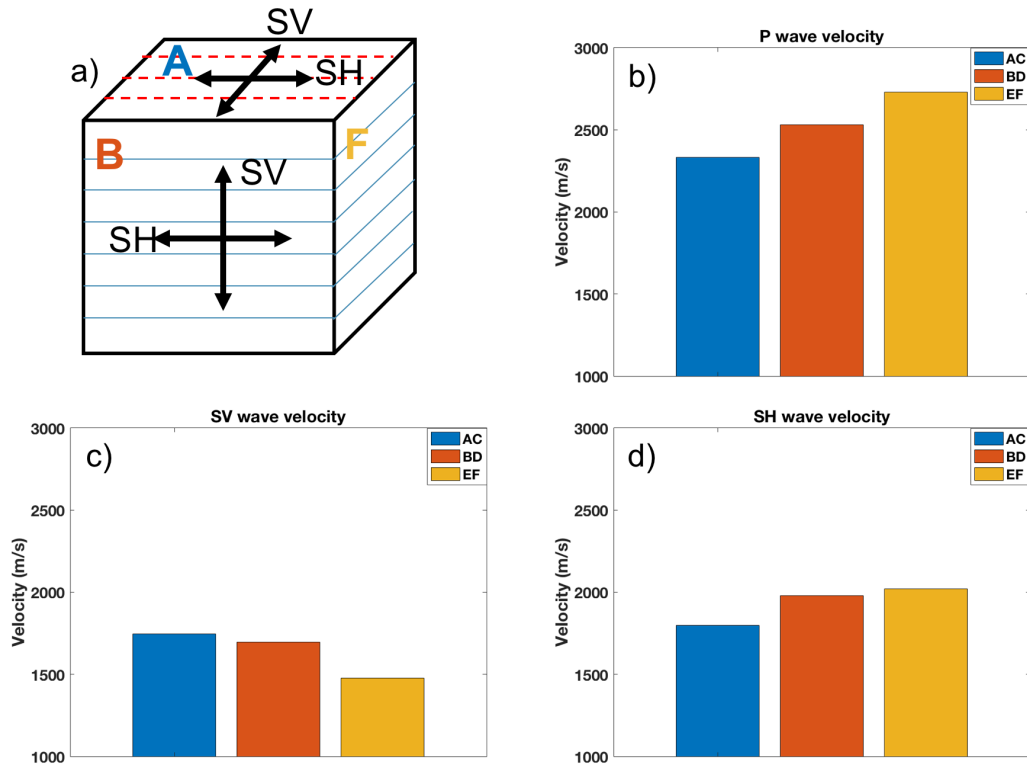 a)
SV
A
SH
B
F
SV
SH
b)
P wave velocity
AC
BD
EF
Velocity (m/s)
3000
2500
2000
1500
1000
c)
SV wave velocity
AC
BD
EF
Velocity (m/s)
3000
2500
2000
1500
1000
d)
SH wave velocity
AC
BD
EF
Velocity (m/s)
3000
2500
2000
1500
1000